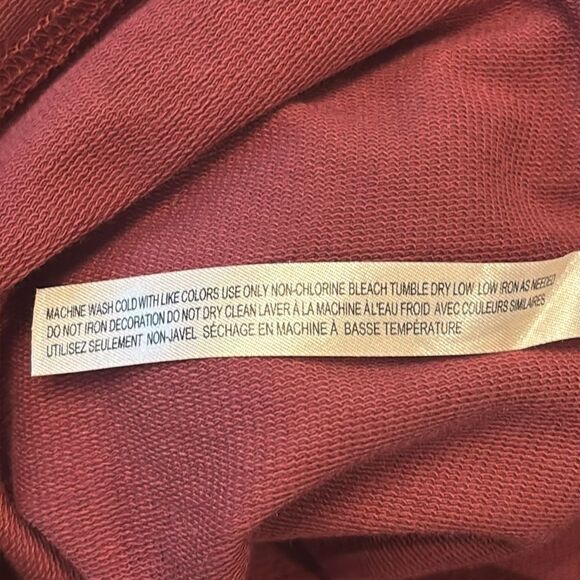 MACHINE WASH COLD WITH LIKE COLORS USE ONLY NON-CHLORINE BLEACH TUMBLE DRY LOW LOW IRON AS NEEDED
DO NOT IRON DECORATION DO NOT DRY CLEAN LAVER À LA MACHINE À L'EAU FROID AVEC COULEURS SIMILAIRES
UTILISEZ SEULEMENT NON-JAVEL SÉCHAGE EN MACHINE À BASSE TEMPÉRATURE